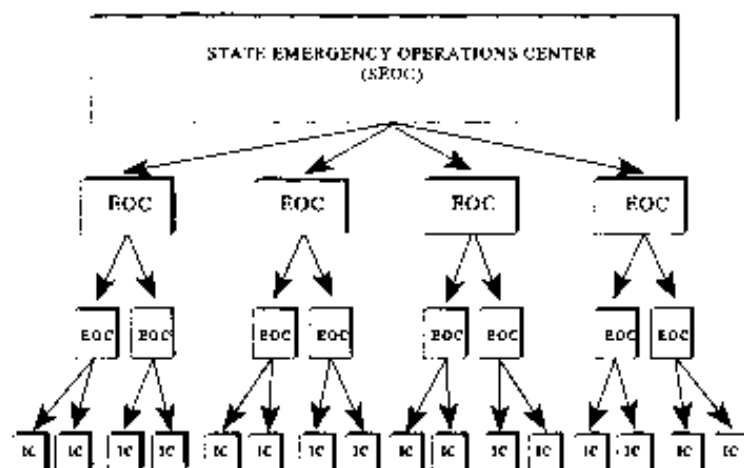 STATE EMERGENCY OPERATIONS CENTER
(SEOC)
EOC EOC EOC EOC
EOC EOC EOC EOC EOC EOC EOC EOC
IC IC IC IC IC IC IC IC IC IC IC IC IC IC IC IC